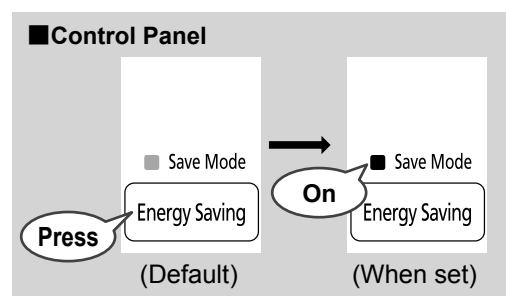 ■Control Panel
Save Mode
Energy Saving
Press
(Default)
Save Mode
On
Energy Saving
(When set)